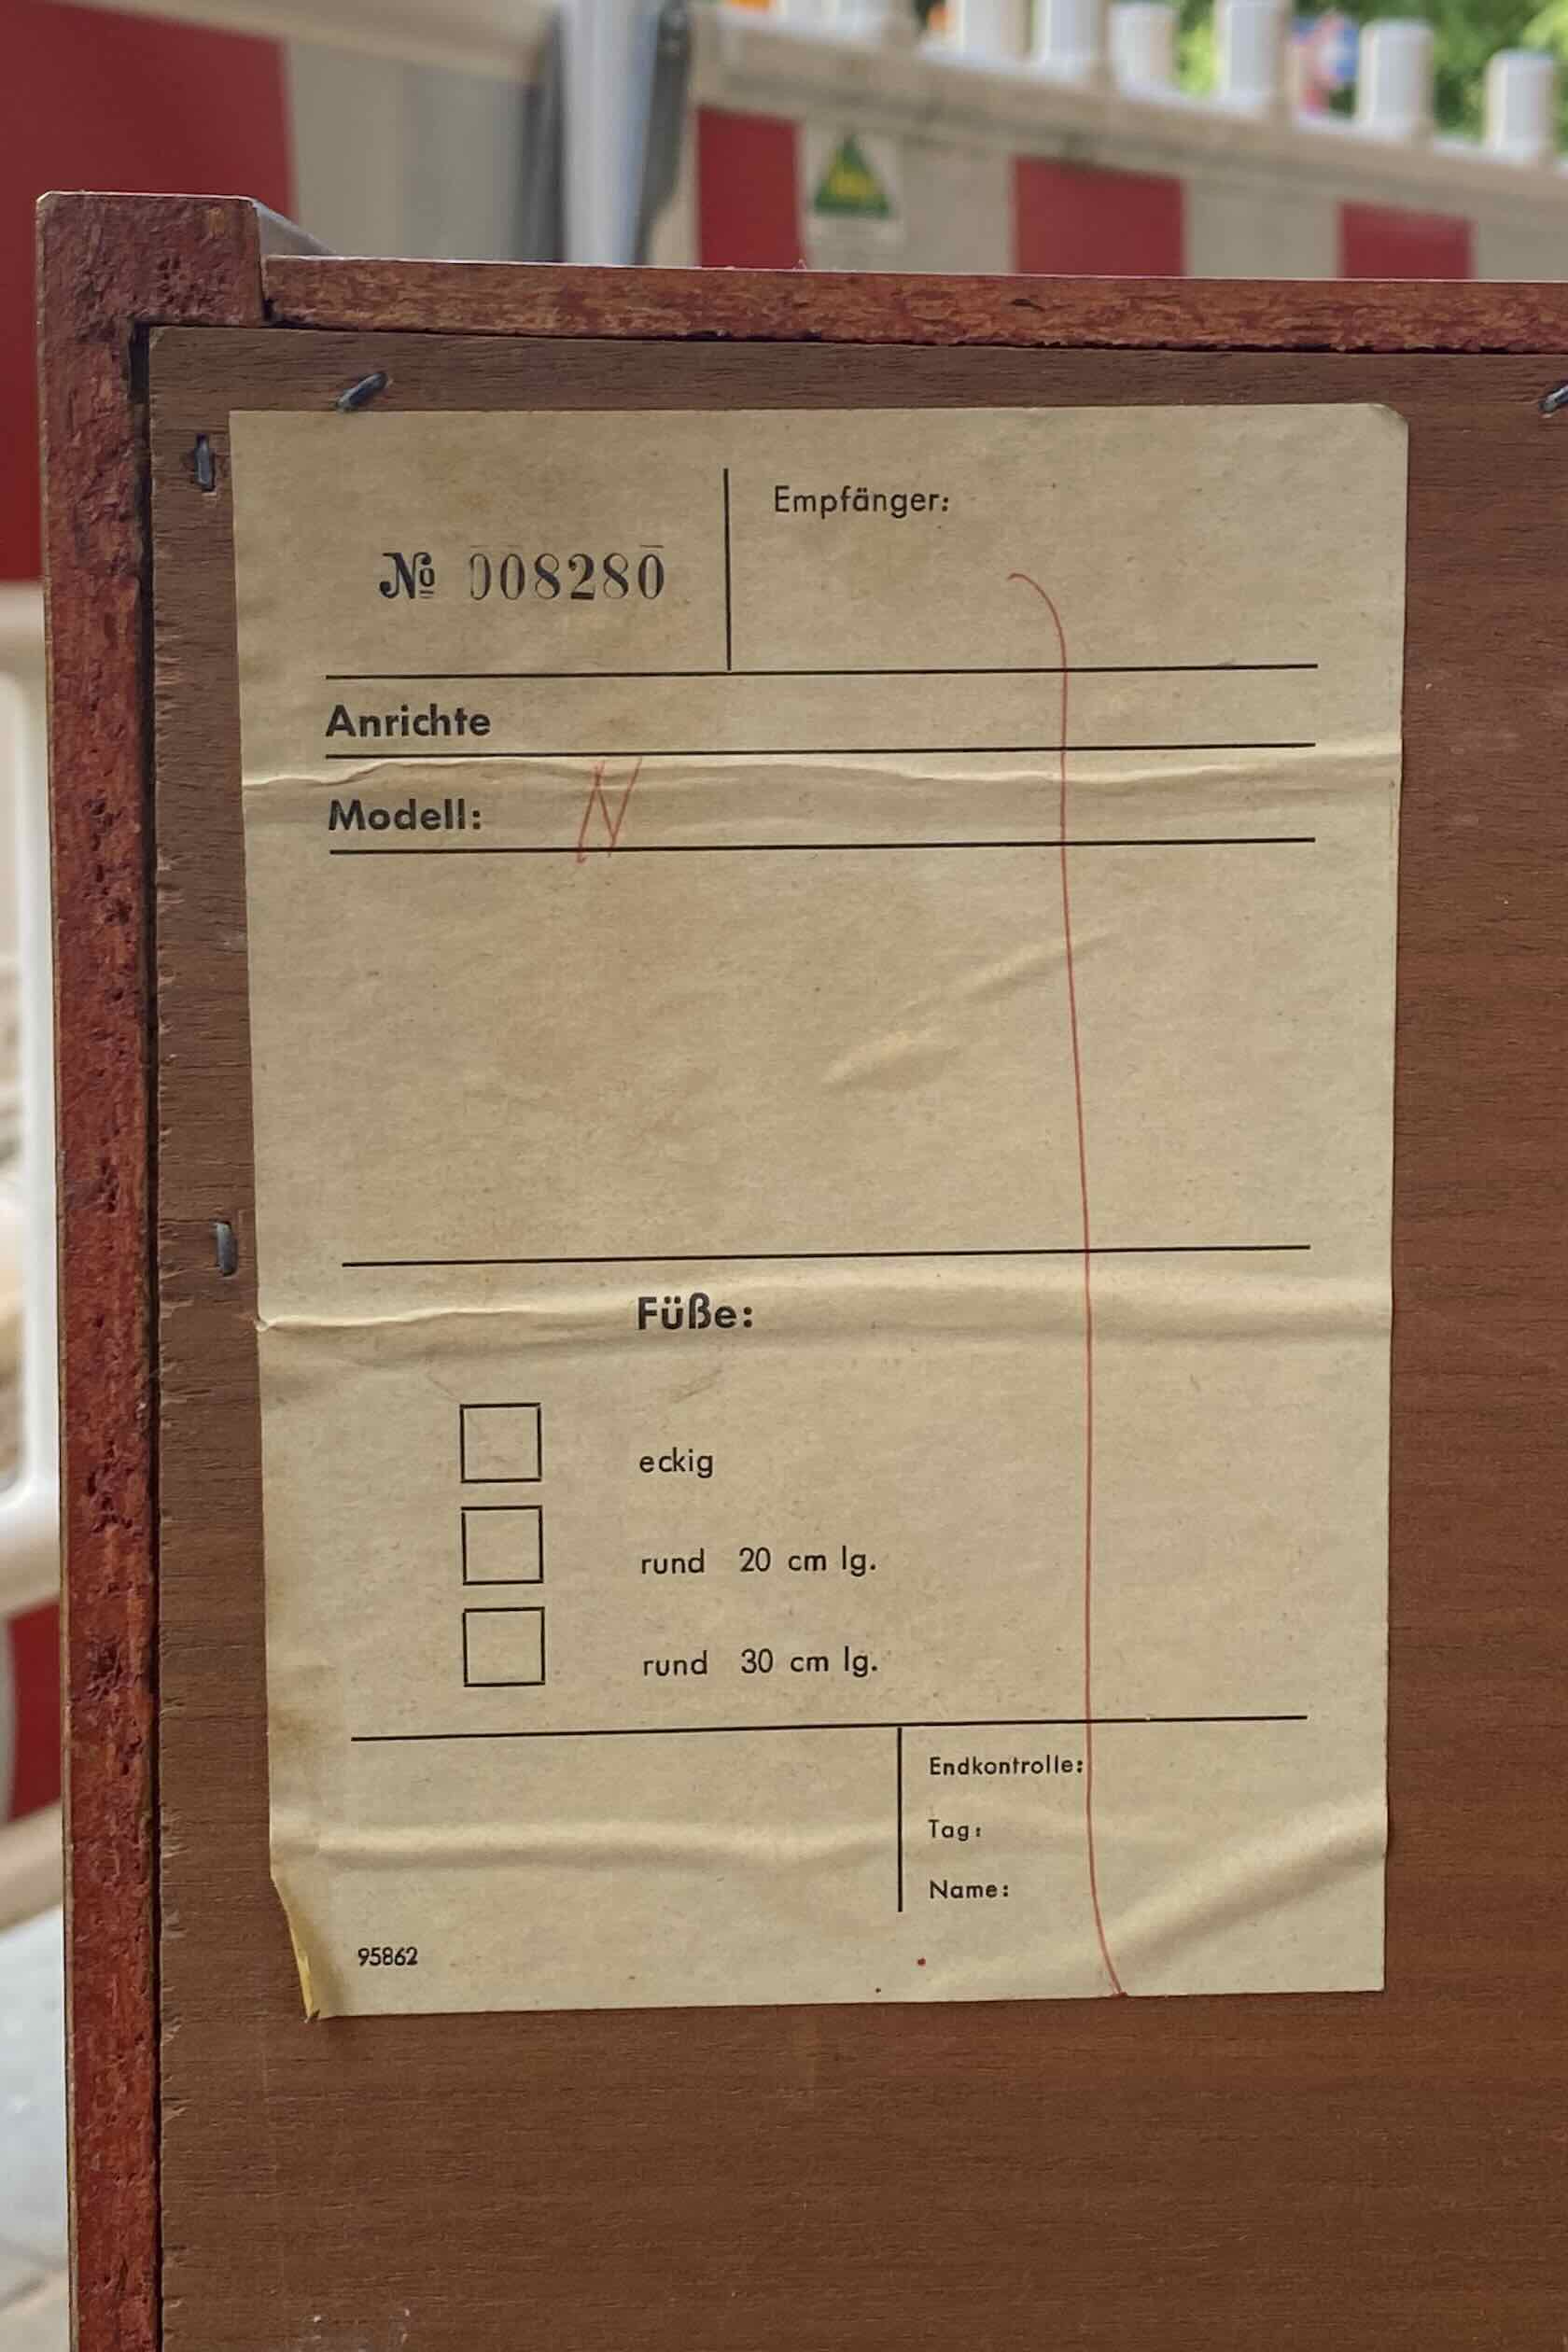 № 008280
Empfänger:
Anrichte
Modell: N
Füße:
eckig
rund 20 cm lg.
rund 30 cm lg.
Endkontrolle:
Tag:
Name:
95862